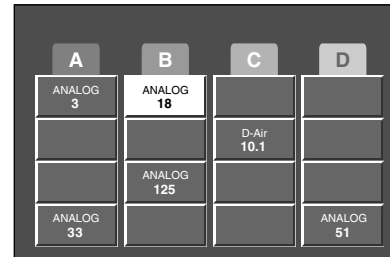 A B C D
ANALOG
3
ANALOG
18
D-Air
10.1
ANALOG
125
ANALOG
33
ANALOG
51